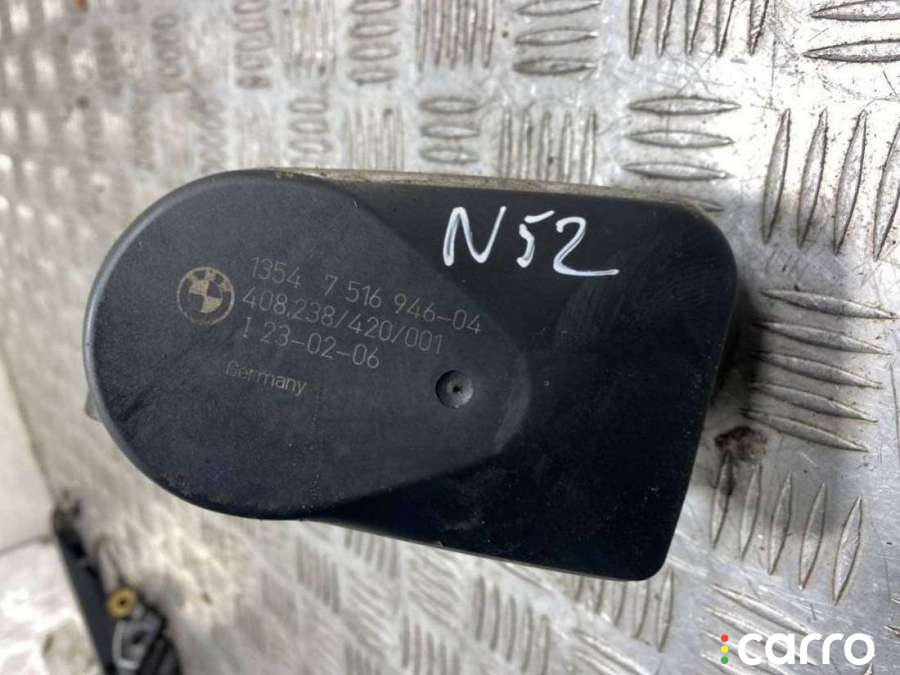 N52
1354 7 516 946-04
408.238/420/001
I 23-02-06
Germany
carro